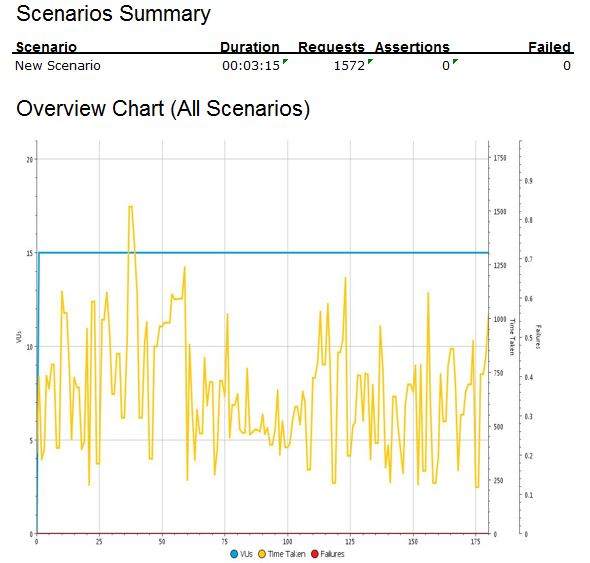 Scenarios Summary
Scenario Duration Requests Assertions Failed
New Scenario 00:03:15 1572 0 0
Overview Chart (All Scenarios)
20
15
10
5
0
VUs
1750
1500
1250
1000
750
500
250
0
Time Taken
0.9
0.8
0.7
0.6
0.5
0.4
0.3
0.2
0.1
0
Failures
0 25 50 75 100 125 150 175
VUs Time Taken Failures